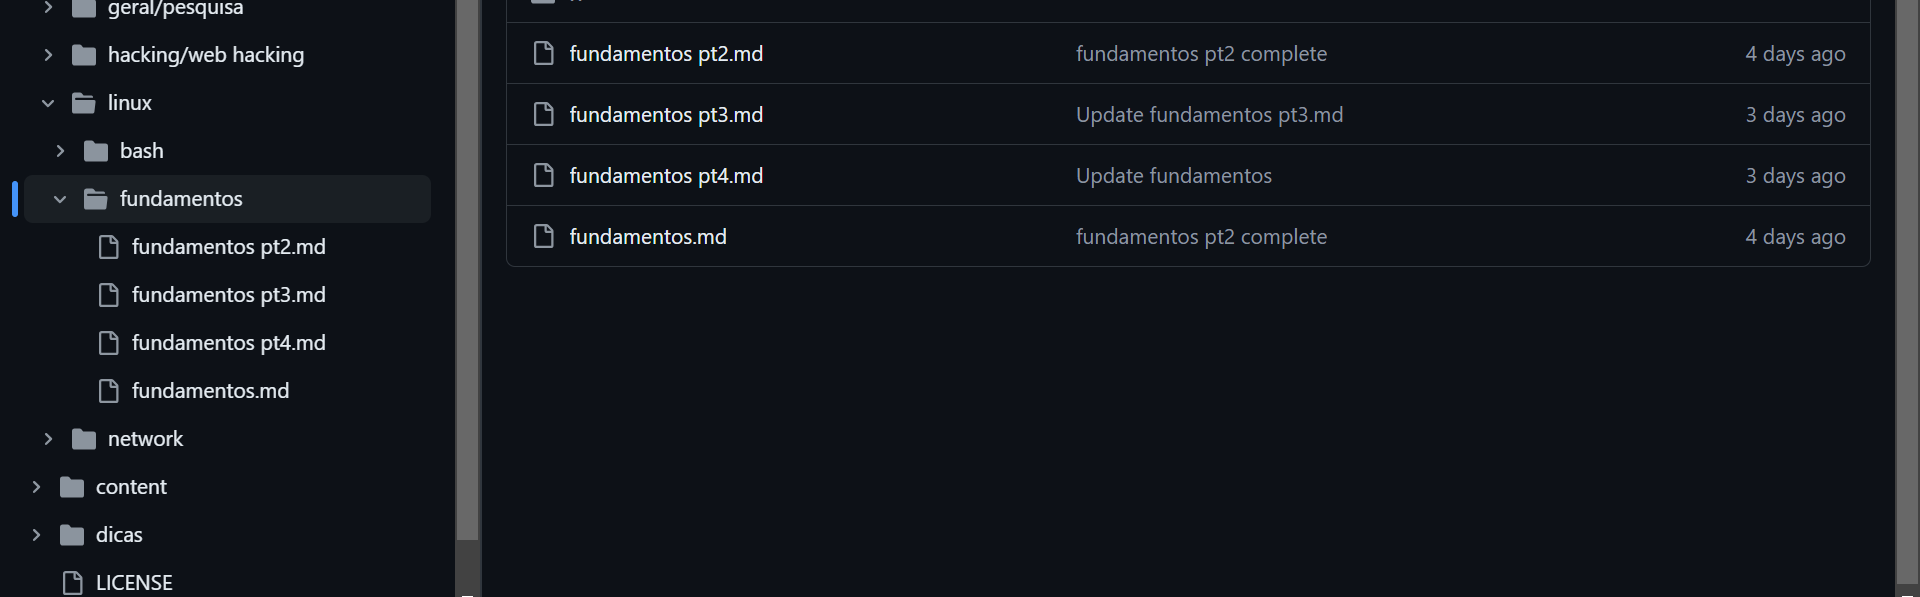 geral/pesquisa
hacking/web hacking
linux
bash
fundamentos
fundamentos pt2.md
fundamentos pt3.md
fundamentos pt4.md
fundamentos.md
network
content
dicas
LICENSE
fundamentos pt2.md fundamentos pt2 complete 4 days ago
fundamentos pt3.md Update fundamentos pt3.md 3 days ago
fundamentos pt4.md Update fundamentos 3 days ago
fundamentos.md fundamentos pt2 complete 4 days ago